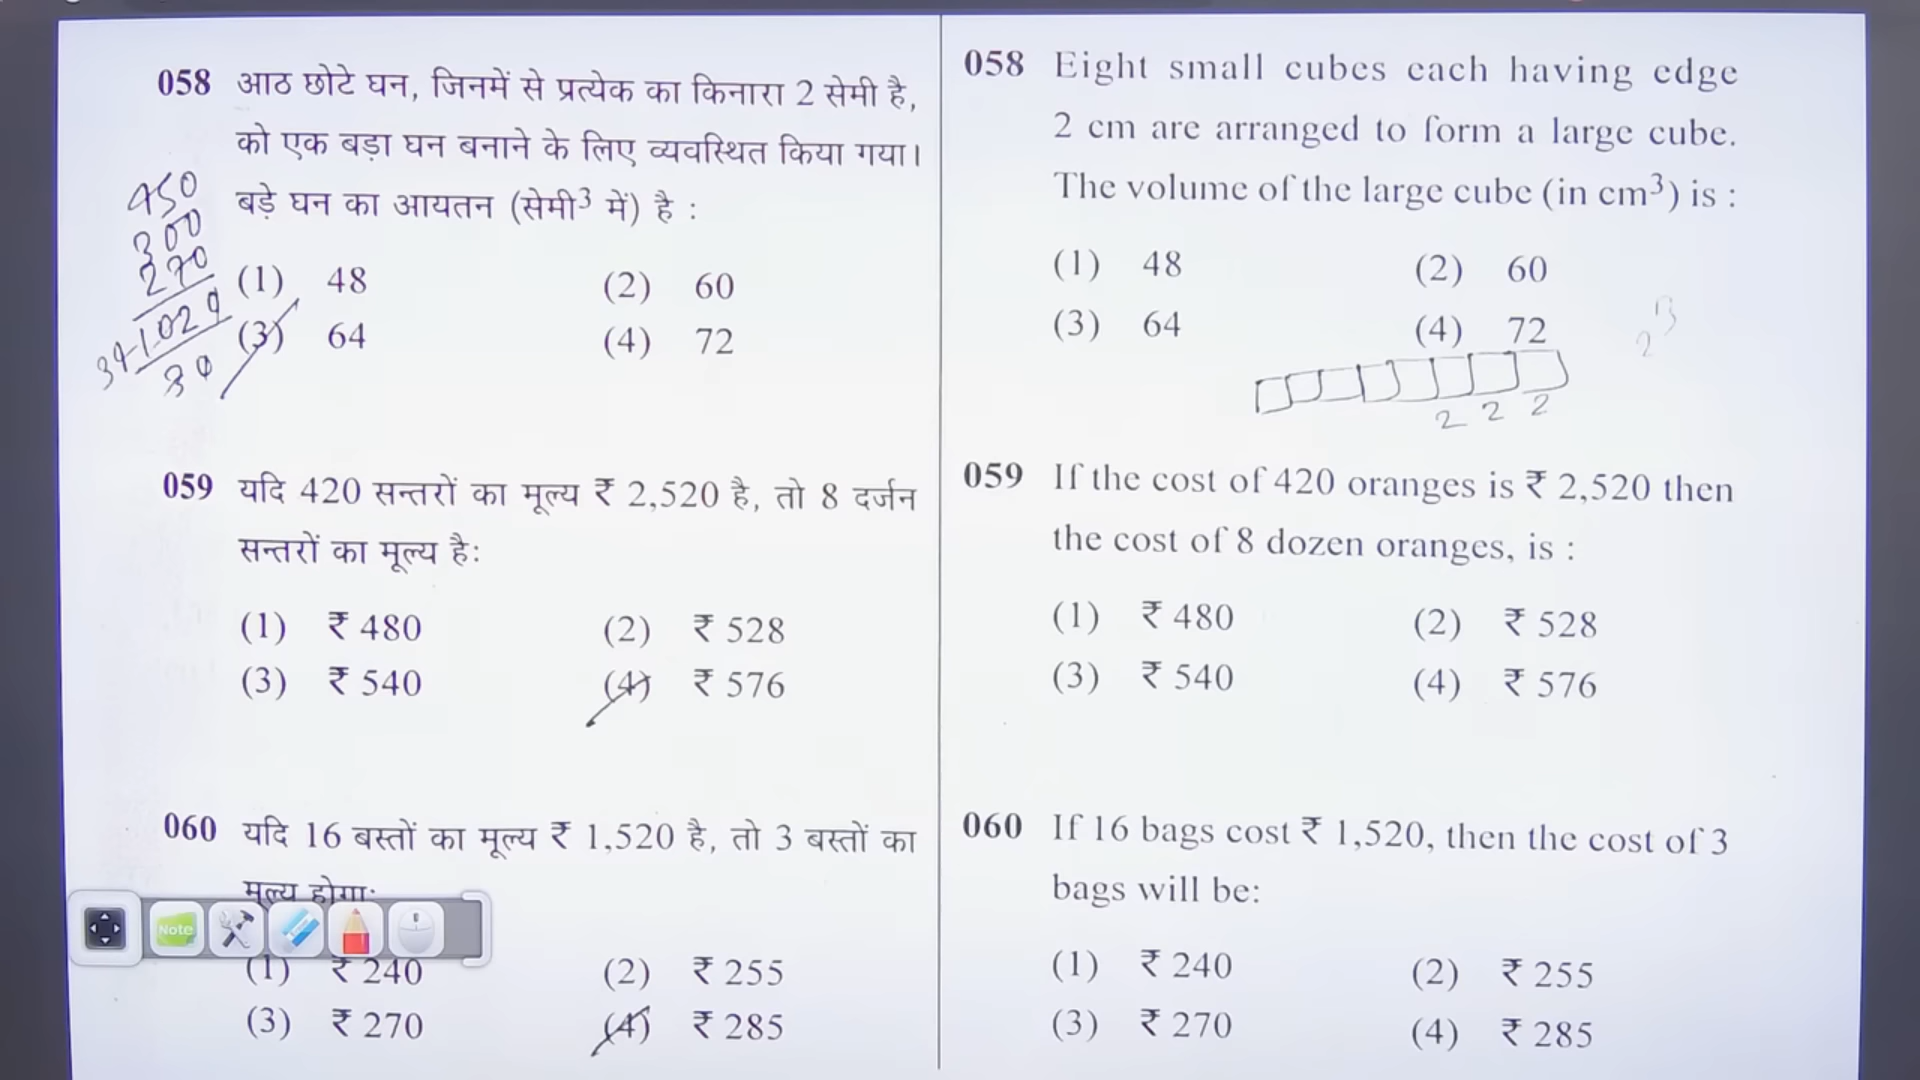 058 आठ छोटे घन, जिनमें से प्रत्येक का किनारा 2 सेमी है,
को एक बड़ा घन बनाने के लिए व्यवस्थित किया गया।
बड़े घन का आयतन (सेमी³ में) है :
(1) 48 (2) 60
(3) 64 (4) 72
300
270
059 यदि 420 सन्तरों का मूल्य ₹ 2,520 है, तो 8 दर्जन
सन्तरों का मूल्य है:
(1) ₹ 480 (2) ₹ 528
(3) ₹ 540 (4) ₹ 576
060 यदि 16 बस्तों का मूल्य ₹ 1,520 है, तो 3 बस्तों का
मूल्य होगा:
Note
(1) ₹ 240 (2) ₹ 255
(3) ₹ 270 (4) ₹ 285
058 Eight small cubes each having edge
2 cm are arranged to form a large cube.
The volume of the large cube (in cm³) is :
(1) 48 (2) 60
(3) 64 (4) 72
2 2 2
059 If the cost of 420 oranges is ₹ 2,520 then
the cost of 8 dozen oranges, is :
(1) ₹ 480 (2) ₹ 528
(3) ₹ 540 (4) ₹ 576
060 If 16 bags cost ₹ 1,520, then the cost of 3
bags will be:
(1) ₹ 240 (2) ₹ 255
(3) ₹ 270 (4) ₹ 285